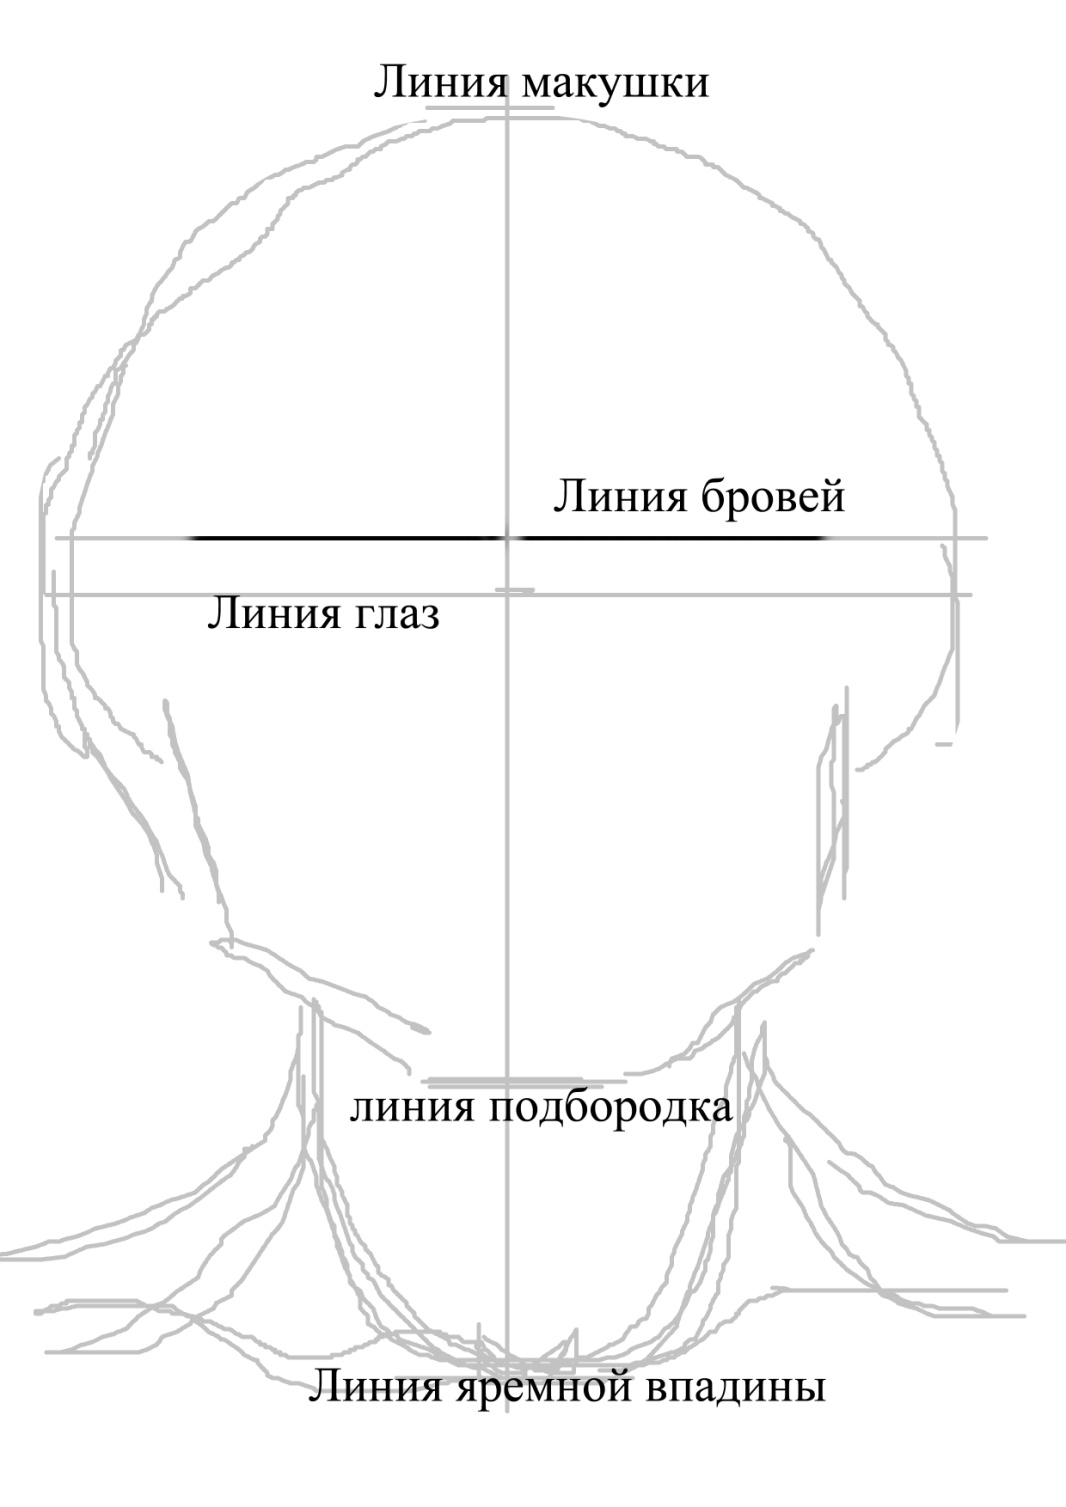 Линия макушки
Линия бровей
Линия глаз
линия подбородка
Линия яремной впадины